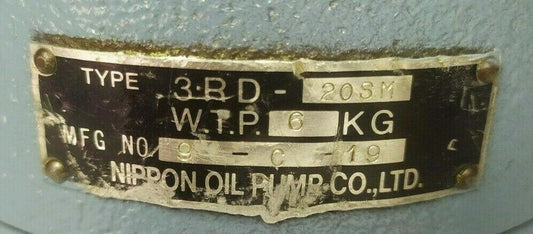 TYPE 3RD-20SM
W.T.P. 6 KG
MFG NO 9-C-19
NIPPON OIL PUMP CO.,LTD.